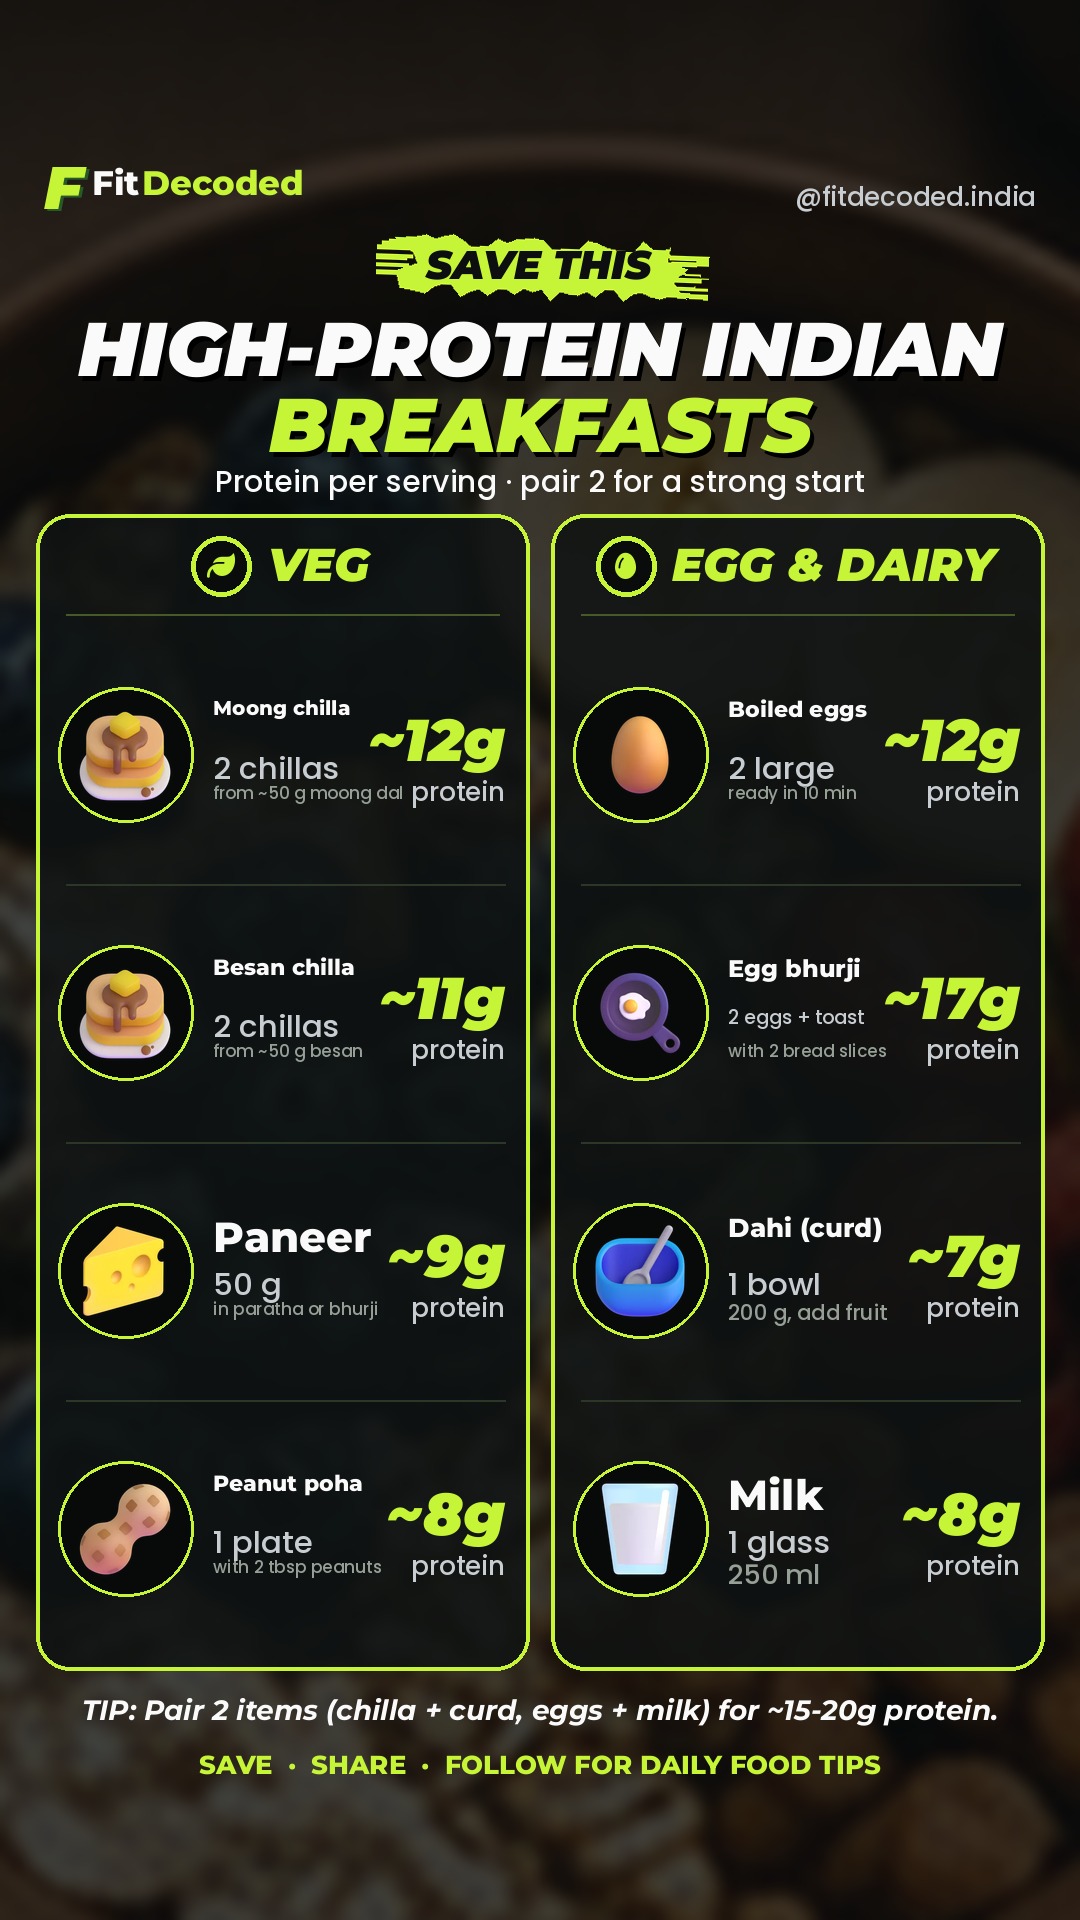 F FitDecoded
@fitdecoded.india
SAVE THIS
HIGH-PROTEIN INDIAN
BREAKFASTS
Protein per serving · pair 2 for a strong start
VEG
Moong chilla
2 chillas
from ~50 g moong dal
~12g
protein
Besan chilla
2 chillas
from ~50 g besan
~11g
protein
Paneer
50 g
in paratha or bhurji
~9g
protein
Peanut poha
1 plate
with 2 tbsp peanuts
~8g
protein
EGG & DAIRY
Boiled eggs
2 large
ready in 10 min
~12g
protein
Egg bhurji
2 eggs + toast
with 2 bread slices
~17g
protein
Dahi (curd)
1 bowl
200 g, add fruit
~7g
protein
Milk
1 glass
250 ml
~8g
protein
TIP: Pair 2 items (chilla + curd, eggs + milk) for ~15-20g protein.
SAVE · SHARE · FOLLOW FOR DAILY FOOD TIPS